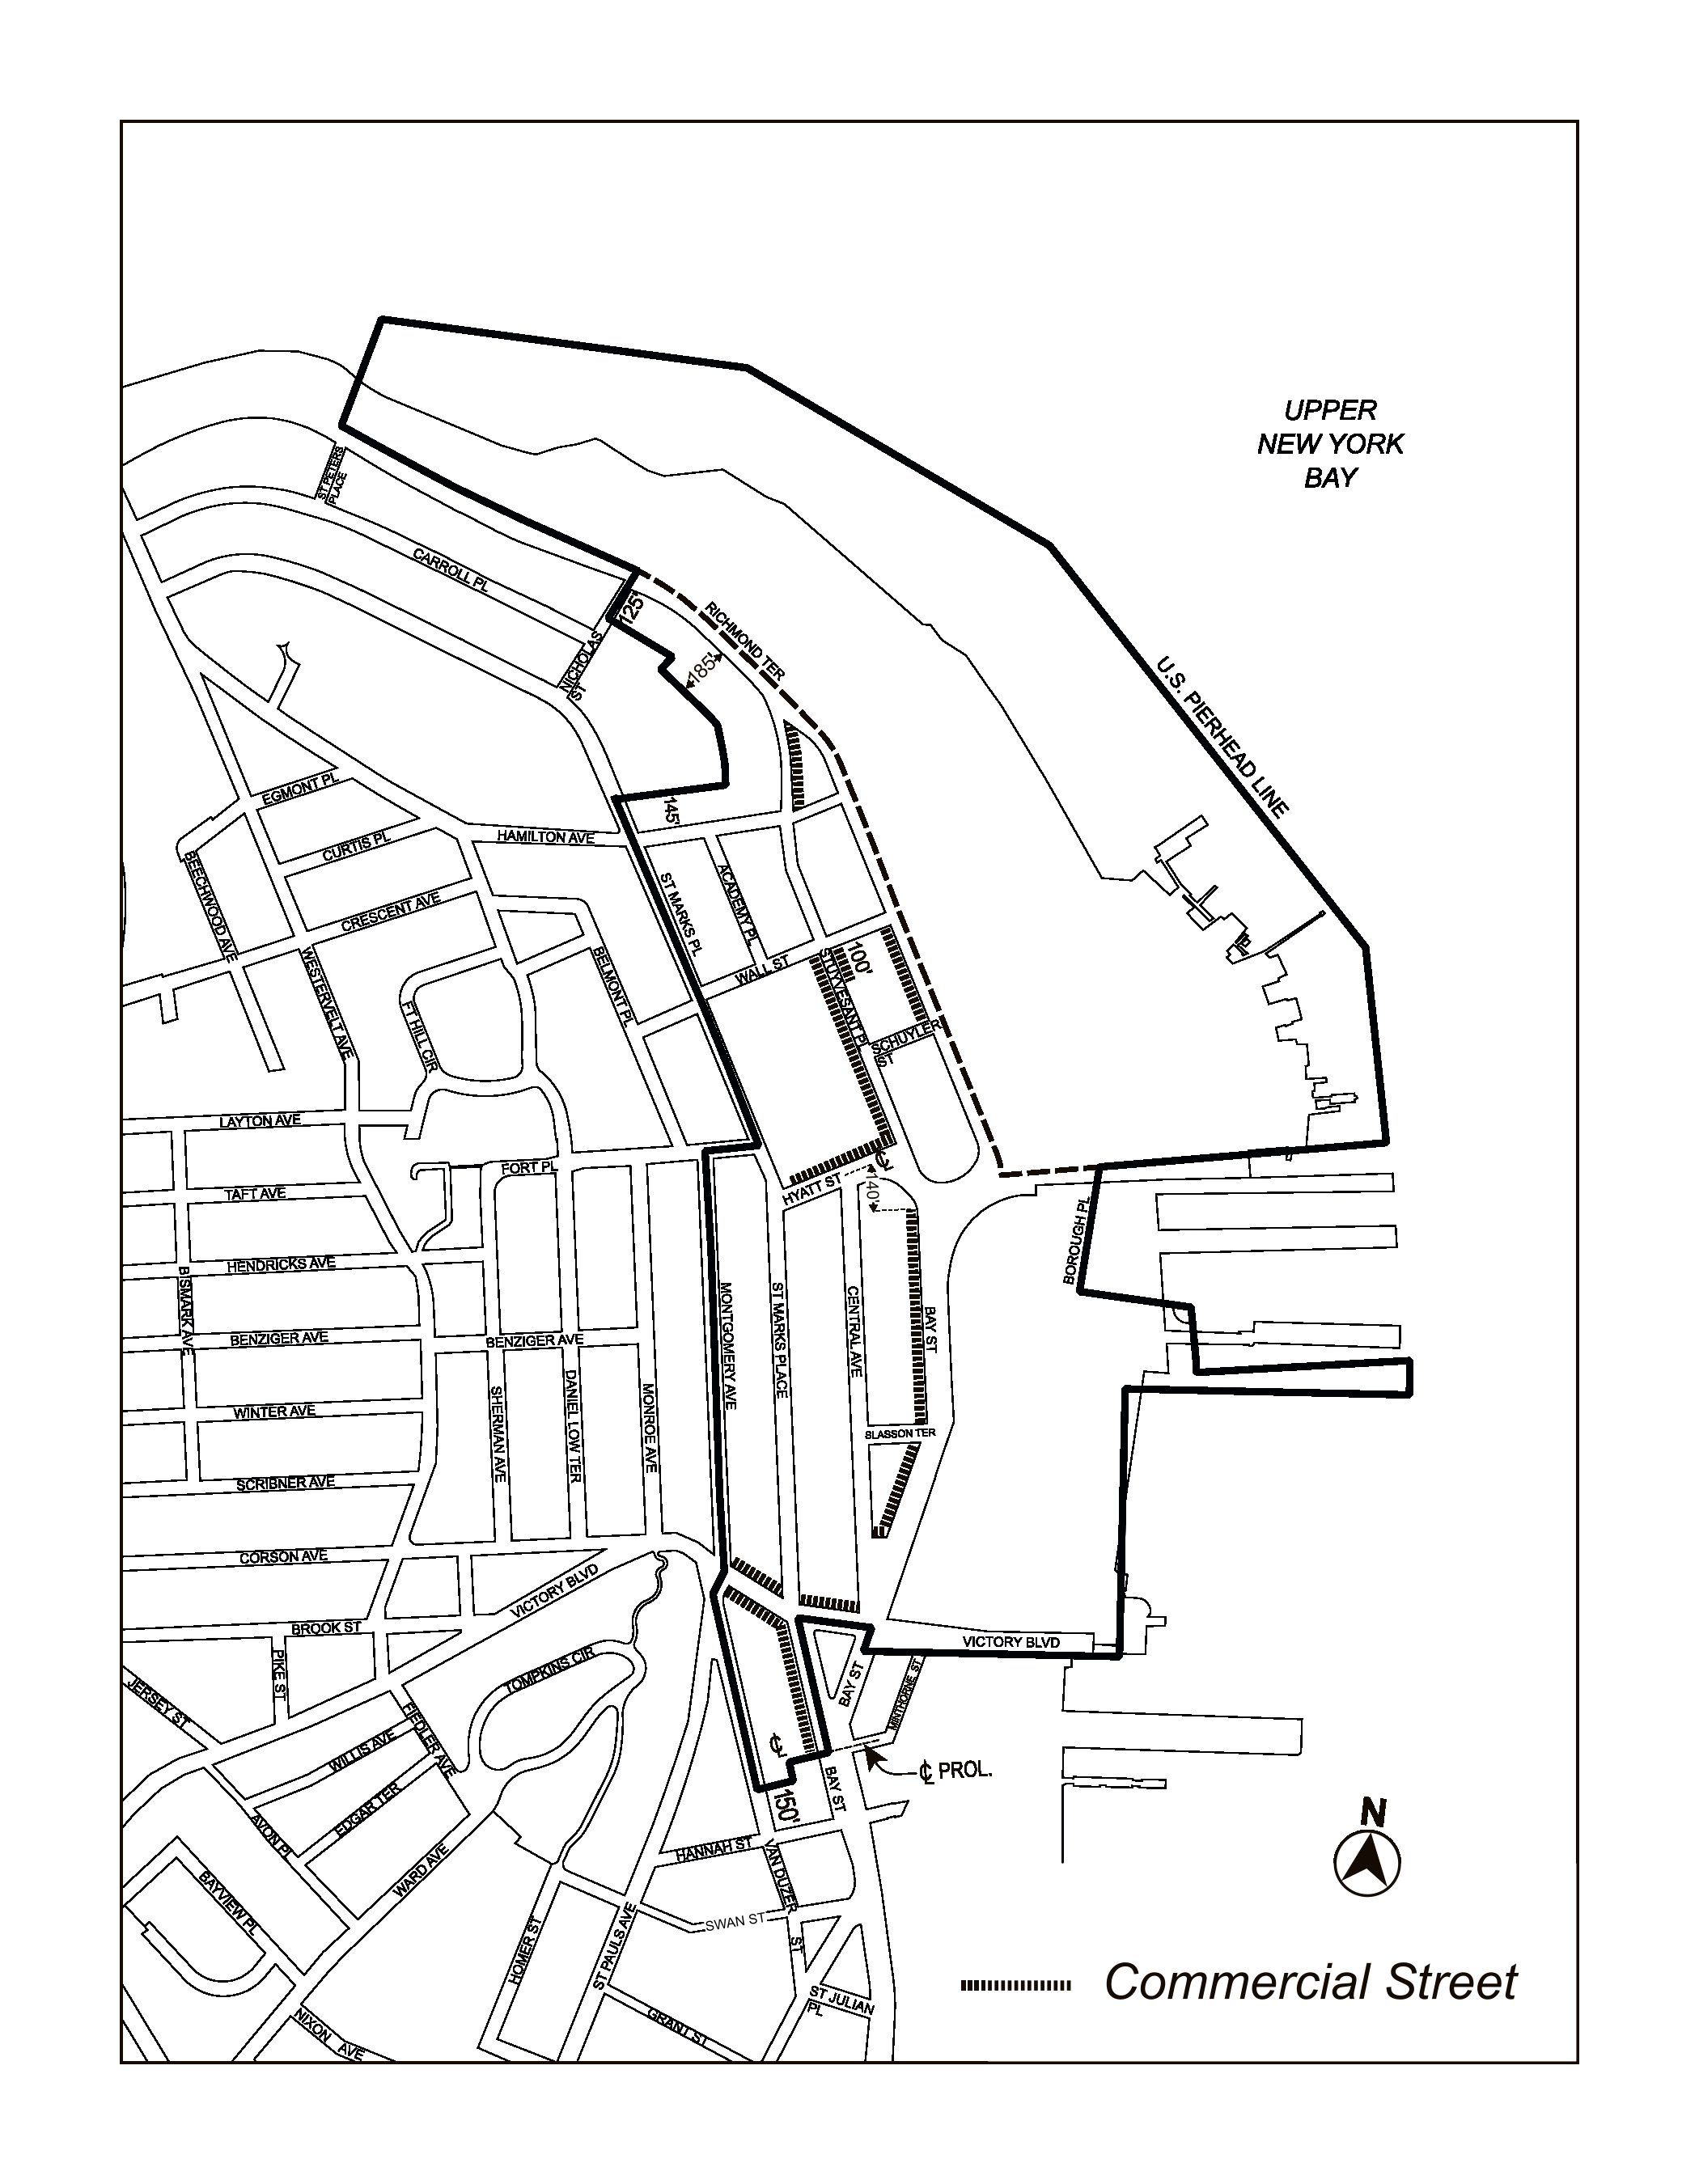 UPPER
NEW YORK
BAY
ST PETERS
PLACE
CARROLL PL
125'
RICHMOND TER
NICHOLAS
ST
185'
U.S. PIERHEAD LINE
EGMONT PL
145'
HAMILTON AVE
CURTIS PL
BEECHWOOD AVE
ST MARKS PL
ACADEMY PL
CRESCENT AVE
WESTERVELT AVE
BELMONT PL
WALL ST
STUYVESANT PL
100'
FT HILL CIR
SCHUYLER
ST
LAYTON AVE
FORT PL
℄
TAFT AVE
HYATT ST
140'
BOROUGH PL
HENDRICKS AVE
BISMARK AVE
MONTGOMERY AVE
ST MARKS PLACE
CENTRAL AVE
BAY ST
BENZIGER AVE
BENZIGER AVE
SHERMAN AVE
DANIEL LOW TER
MONROE AVE
WINTER AVE
SLASSON TER
SCRIBNER AVE
CORSON AVE
VICTORY BLVD
BROOK ST
VICTORY BLVD
PIKE ST
TOMPKINS CIR
BAY ST
MINTHORNE ST
JERSEY ST
FIEDLER AVE
WILLIS AVE
℄
℄ PROL.
EDGAR TER
BAY ST
150'
AVON PL
HANNAH ST
VAN DUZER
ST
WARD AVE
BAYVIEW PL
SWAN ST
HOMER ST
ST PAULS AVE
ST JULIAN
PL
GRANT ST
NIXON AVE
N
Commercial Street